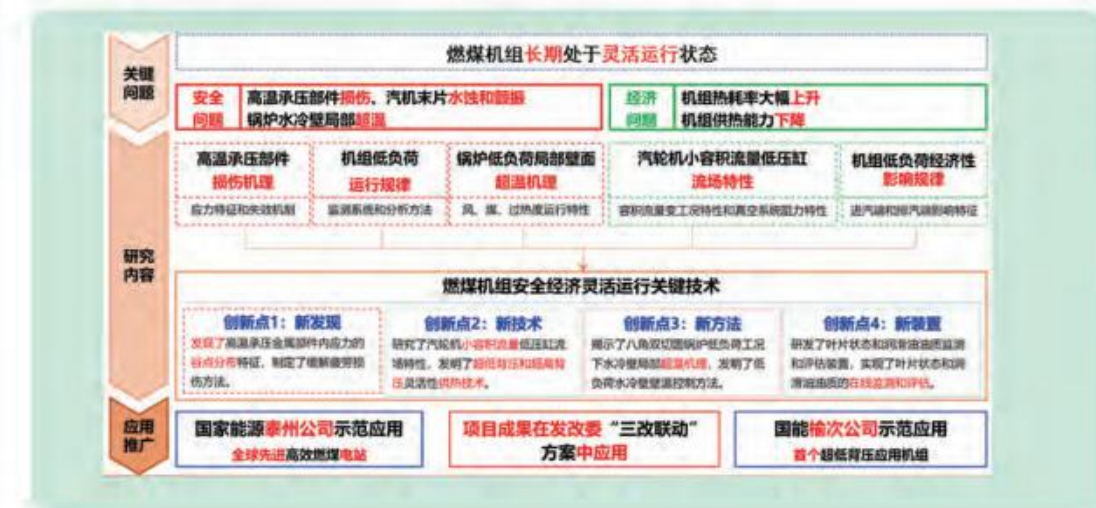 燃煤机组长期处于灵活运行状态
关键
问题
安全
问题
高温承压部件损伤、汽机末片水蚀和颤振
锅炉水冷壁局部超温
经济
问题
机组热耗率大幅上升
机组供热能力下降
研究
内容
高温承压部件
损伤机理
应力特征和失效机制
机组低负荷
运行规律
监测系统和分析方法
锅炉低负荷局部壁面
超温机理
风、煤、过热度运行特性
汽轮机小容积流量低压缸
流场特性
容积流量变工况特性和真空系统阻力特性
机组低负荷经济性
影响规律
进汽端和排汽端影响特征
燃煤机组安全经济灵活运行关键技术
创新点1：新发现
发现了高温承压金属部件内应力的
谷点分布特征，制定了缓解疲劳损
伤方法。
创新点2：新技术
研究了汽轮机小容积流量低压缸流
场特性，发明了超低背压和超高背
压灵活性供热技术。
创新点3：新方法
揭示了八角双切圆锅炉低负荷工况
下水冷壁局部超温机理，发明了低
负荷水冷壁壁温控制方法。
创新点4：新装置
研发了叶片状态和润滑油油质监测
和评估装置，实现了叶片状态和润
滑油油质的在线监测和评估。
应用
推广
国家能源泰州公司示范应用
全球先进高效燃煤电站
项目成果在发改委“三改联动”
方案中应用
国能榆次公司示范应用
首个超低背压应用机组